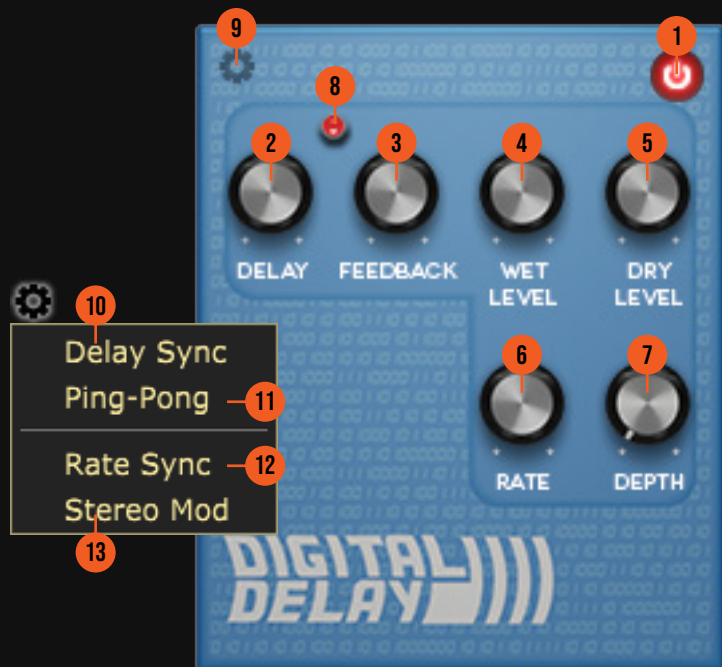 9
1
8
2
3
4
5
DELAY
FEEDBACK
WET
LEVEL
DRY
LEVEL
10
Delay Sync
Ping-Pong
11
6
7
Rate Sync
12
RATE
DEPTH
Stereo Mod
13
DIGITAL
DELAY